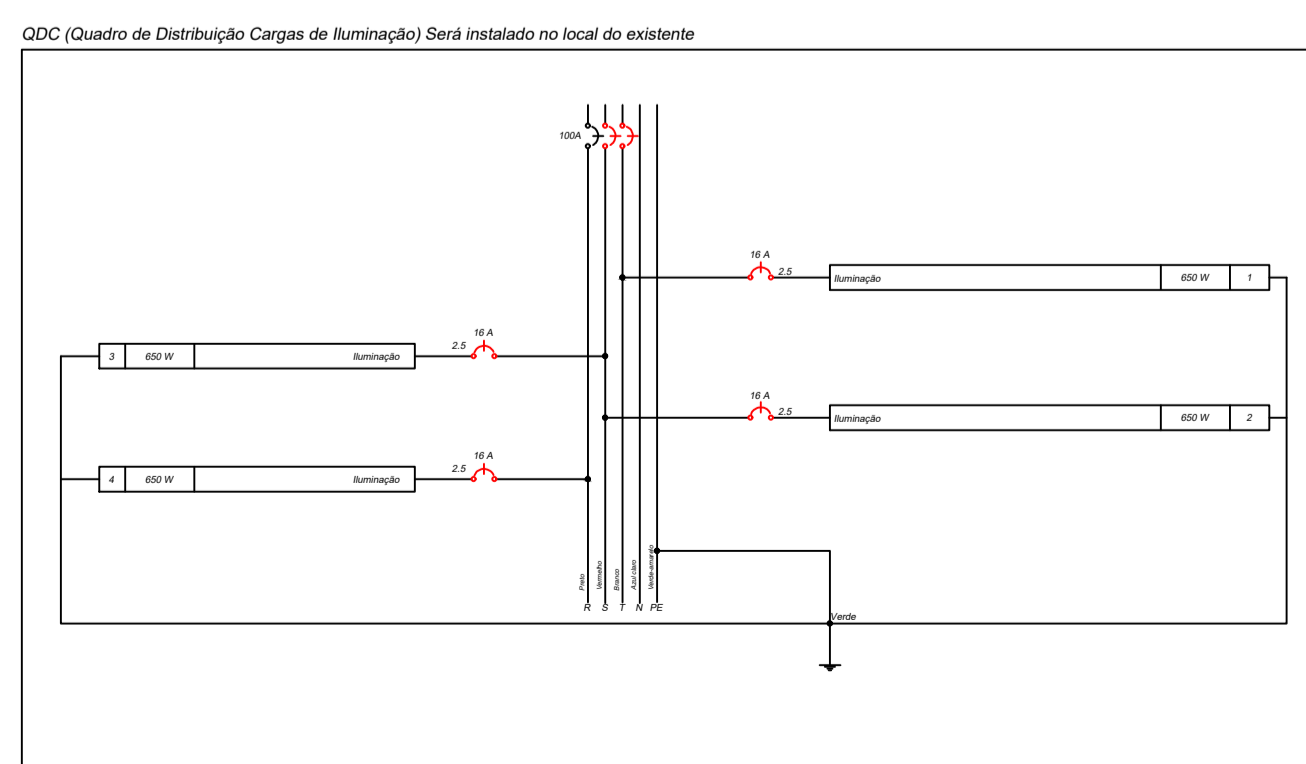 QDC (Quadro de Distribuição Cargas de Iluminação) Será instalado no local do existente
100A
16 A
2.5
Iluminação
650 W
1
16 A
2.5
3
650 W
Iluminação
16 A
2.5
Iluminação
650 W
2
16 A
2.5
4
650 W
Iluminação
Preto
Vermelho
Branco
Azul claro
Verde-amarelo
R S T N PE
Verde